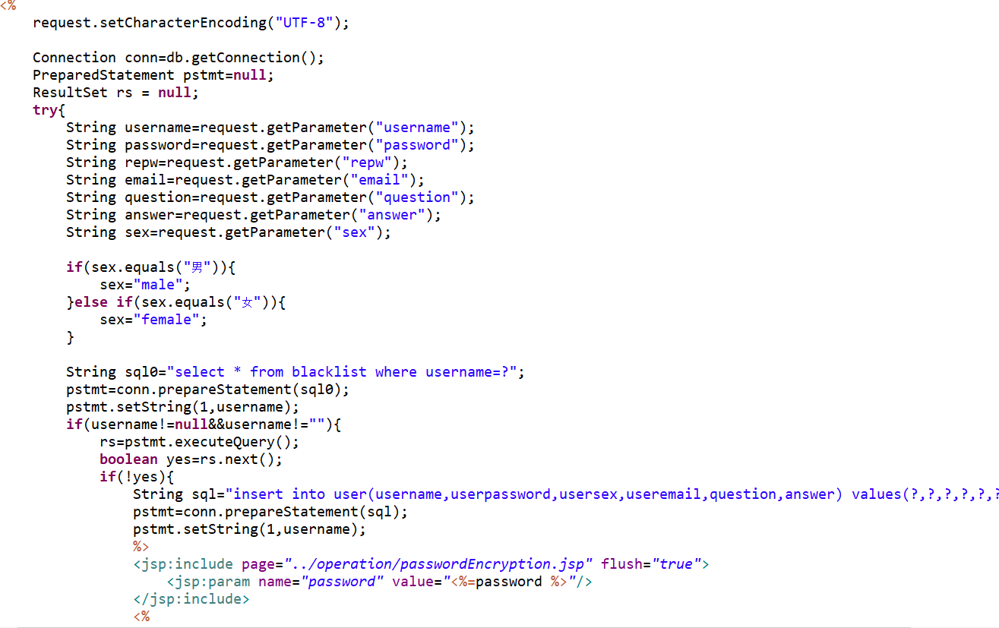 <%
request.setCharacterEncoding("UTF-8");
Connection conn=db.getConnection();
PreparedStatement pstmt=null;
ResultSet rs = null;
try{
String username=request.getParameter("username");
String password=request.getParameter("password");
String repw=request.getParameter("repw");
String email=request.getParameter("email");
String question=request.getParameter("question");
String answer=request.getParameter("answer");
String sex=request.getParameter("sex");
if(sex.equals("男")){
sex="male";
}else if(sex.equals("女")){
sex="female";
}
String sql0="select * from blacklist where username=?";
pstmt=conn.prepareStatement(sql0);
pstmt.setString(1,username);
if(username!=null&&username!=""){
rs=pstmt.executeQuery();
boolean yes=rs.next();
if(!yes){
String sql="insert into user(username,userpassword,usersex,useremail,question,answer) values(?,?,?,?,?,?
pstmt=conn.prepareStatement(sql);
pstmt.setString(1,username);
%>
<jsp:include page="../operation/passwordEncryption.jsp" flush="true">
<jsp:param name="password" value="<%=password %>"/>
</jsp:include>
<%